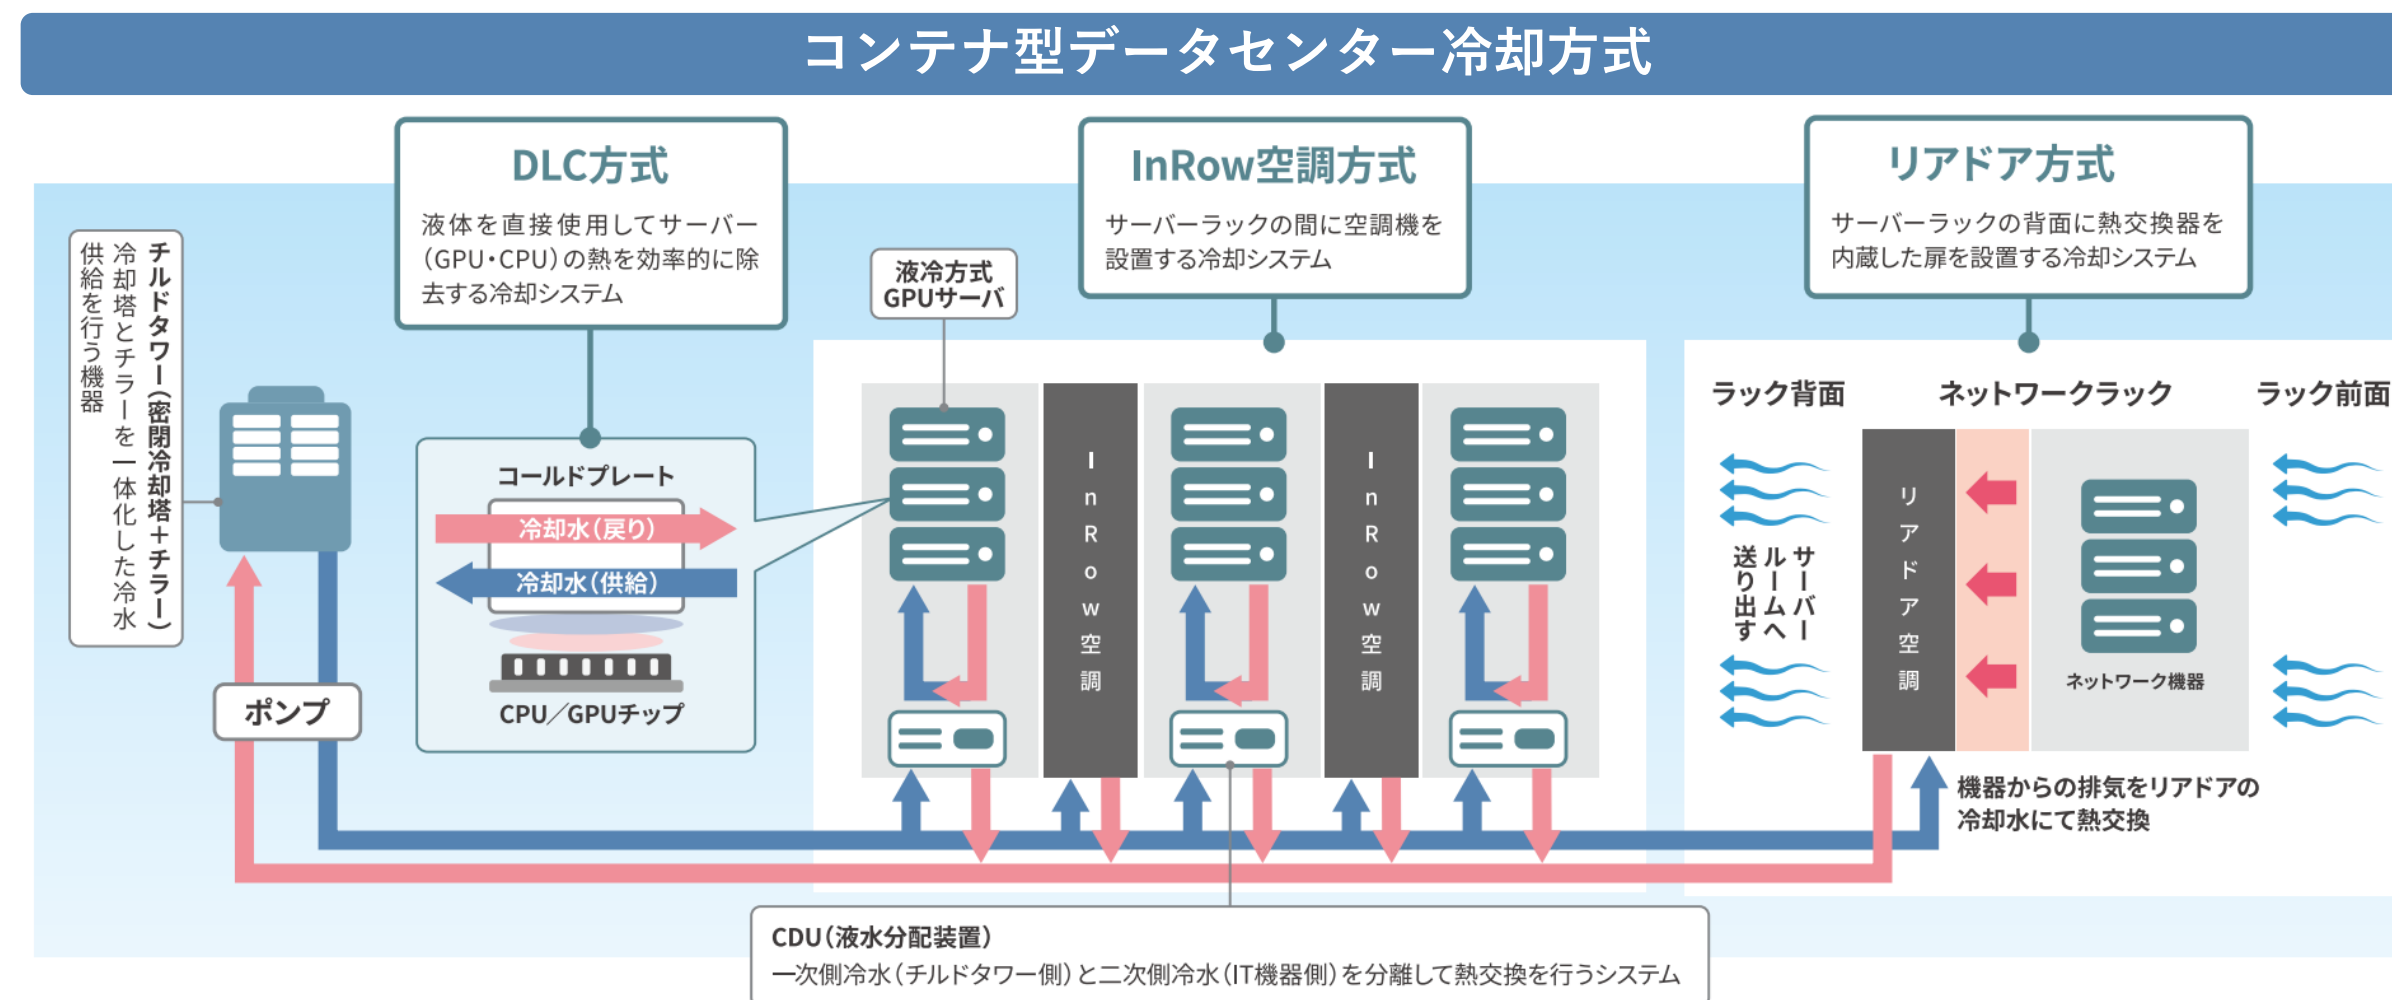 コンテナ型データセンター冷却方式
DLC方式
液体を直接使用してサーバー
（GPU・CPU）の熱を効率的に除
去する冷却システム
InRow空調方式
サーバーラックの間に空調機を
設置する冷却システム
リアドア方式
サーバーラックの背面に熱交換器を
内蔵した扉を設置する冷却システム
チルドタワー（密閉冷却塔＋チラー）
冷却塔とチラーを一体化した冷水
供給を行う機器
液冷方式
GPUサーバ
コールドプレート
冷却水（戻り）
冷却水（供給）
CPU／GPUチップ
ポンプ
InRow空調
InRow空調
ラック背面
ネットワークラック
ラック前面
サーバー
ルームへ
送り出す
リアドア空調
ネットワーク機器
機器からの排気をリアドアの
冷却水にて熱交換
CDU（液水分配装置）
一次側冷水（チルドタワー側）と二次側冷水（IT機器側）を分離して熱交換を行うシステム